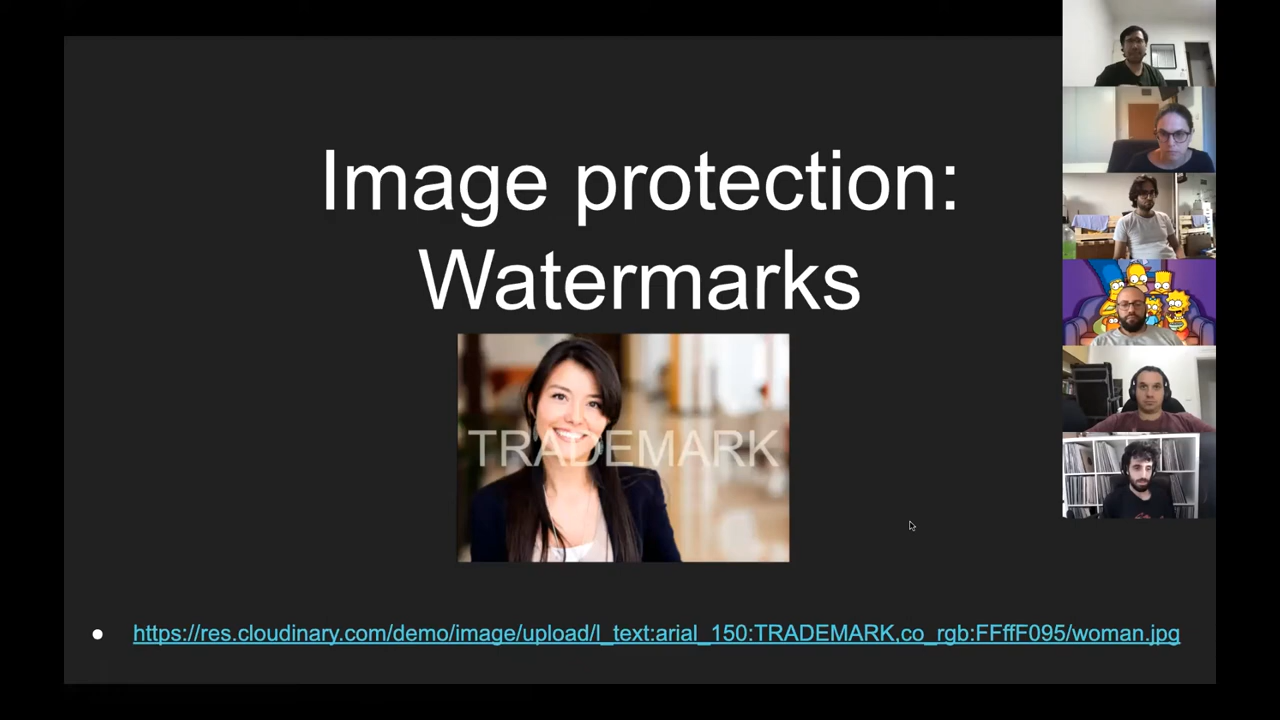 Image protection:
Watermarks
TRADEMARK
● https://res.cloudinary.com/demo/image/upload/l_text:arial_150:TRADEMARK,co_rgb:FFffF095/woman.jpg